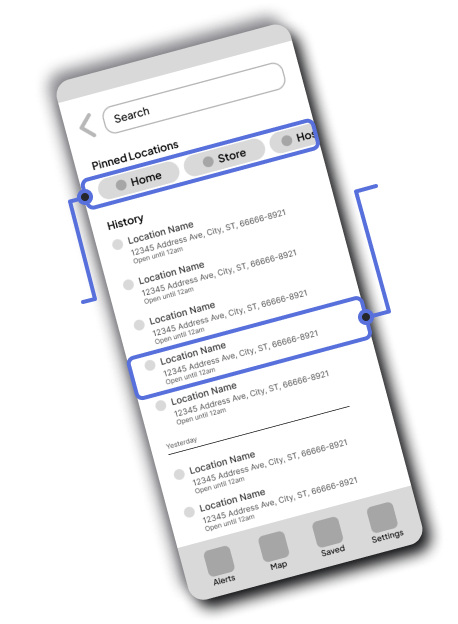 Search
Pinned Locations
Home Store Hos
History
Location Name
12345 Address Ave, City, ST, 66666-8921
Open until 12am
Location Name
12345 Address Ave, City, ST, 66666-8921
Open until 12am
Location Name
12345 Address Ave, City, ST, 66666-8921
Open until 12am
Location Name
12345 Address Ave, City, ST, 66666-8921
Open until 12am
Location Name
12345 Address Ave, City, ST, 66666-8921
Open until 12am
Yesterday
Location Name
12345 Address Ave, City, ST, 66666-8921
Open until 12am
Location Name
12345 Address Ave, City, ST, 66666-8921
Open until 12am
Alerts Map Saved Settings